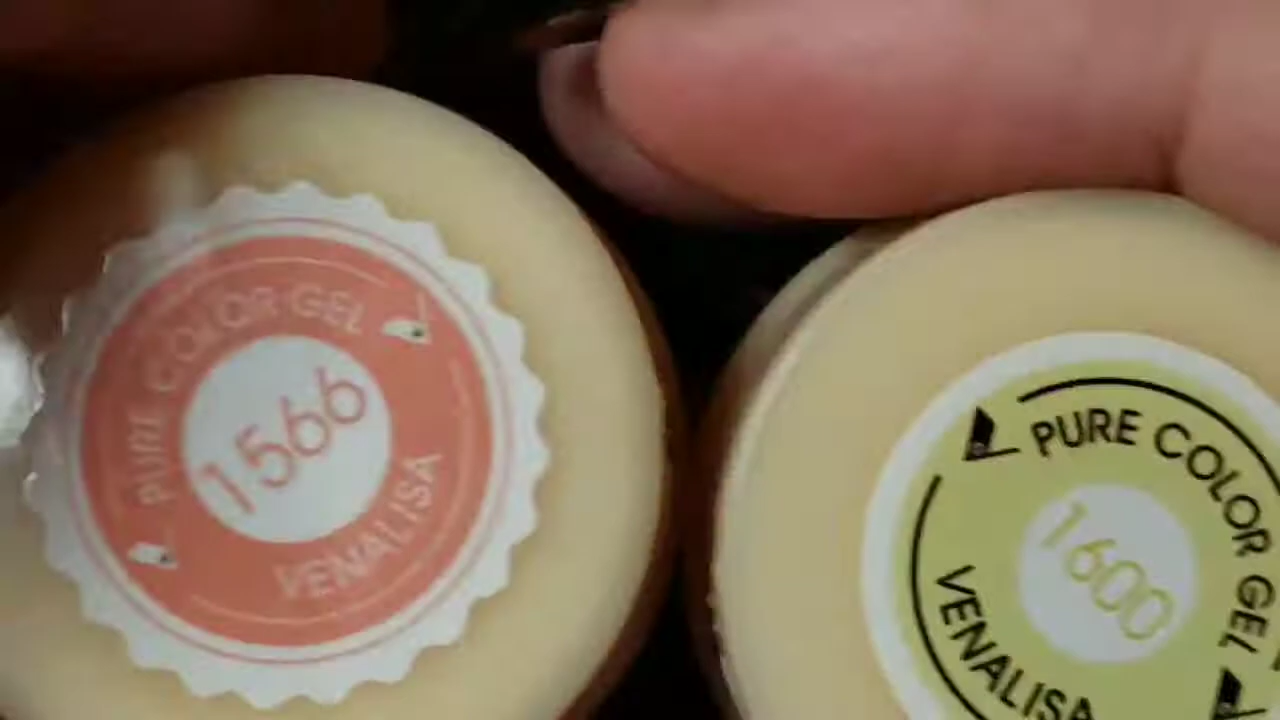 PURE COLOR GEL
1566
VENALISA
PURE COLOR GEL
1600
VENALISA